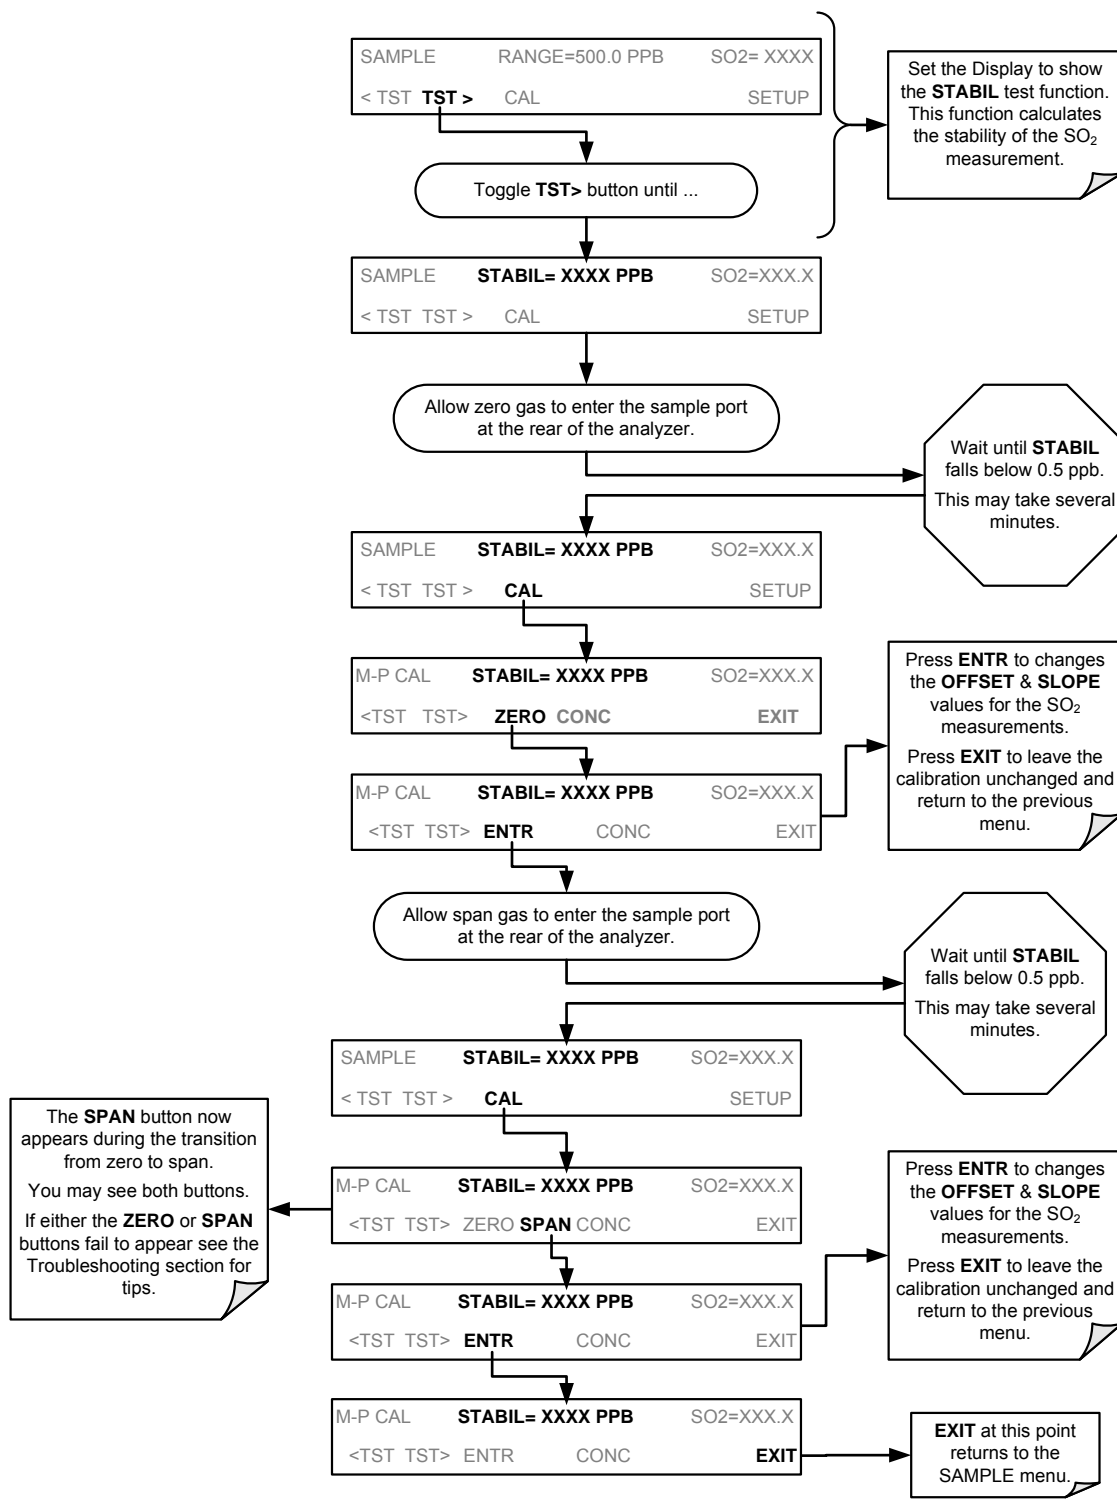 SAMPLE RANGE=500.0 PPB SO2= XXXX
< TST TST > CAL SETUP
Set the Display to show
the STABIL test function.
This function calculates
the stability of the SO2
measurement.
Toggle TST> button until ...
SAMPLE STABIL= XXXX PPB SO2=XXX.X
< TST TST > CAL SETUP
Allow zero gas to enter the sample port
at the rear of the analyzer.
Wait until STABIL
falls below 0.5 ppb.
This may take several
minutes.
SAMPLE STABIL= XXXX PPB SO2=XXX.X
< TST TST > CAL SETUP
M-P CAL STABIL= XXXX PPB SO2=XXX.X
<TST TST> ZERO CONC EXIT
M-P CAL STABIL= XXXX PPB SO2=XXX.X
<TST TST> ENTR CONC EXIT
Press ENTR to changes
the OFFSET & SLOPE
values for the SO2
measurements.
Press EXIT to leave the
calibration unchanged and
return to the previous
menu.
Allow span gas to enter the sample port
at the rear of the analyzer.
Wait until STABIL
falls below 0.5 ppb.
This may take several
minutes.
SAMPLE STABIL= XXXX PPB SO2=XXX.X
< TST TST > CAL SETUP
The SPAN button now
appears during the transition
from zero to span.
You may see both buttons.
If either the ZERO or SPAN
buttons fail to appear see the
Troubleshooting section for
tips.
M-P CAL STABIL= XXXX PPB SO2=XXX.X
<TST TST> ZERO SPAN CONC EXIT
M-P CAL STABIL= XXXX PPB SO2=XXX.X
<TST TST> ENTR CONC EXIT
Press ENTR to changes
the OFFSET & SLOPE
values for the SO2
measurements.
Press EXIT to leave the
calibration unchanged and
return to the previous
menu.
M-P CAL STABIL= XXXX PPB SO2=XXX.X
<TST TST> ENTR CONC EXIT
EXIT at this point
returns to the
SAMPLE menu.